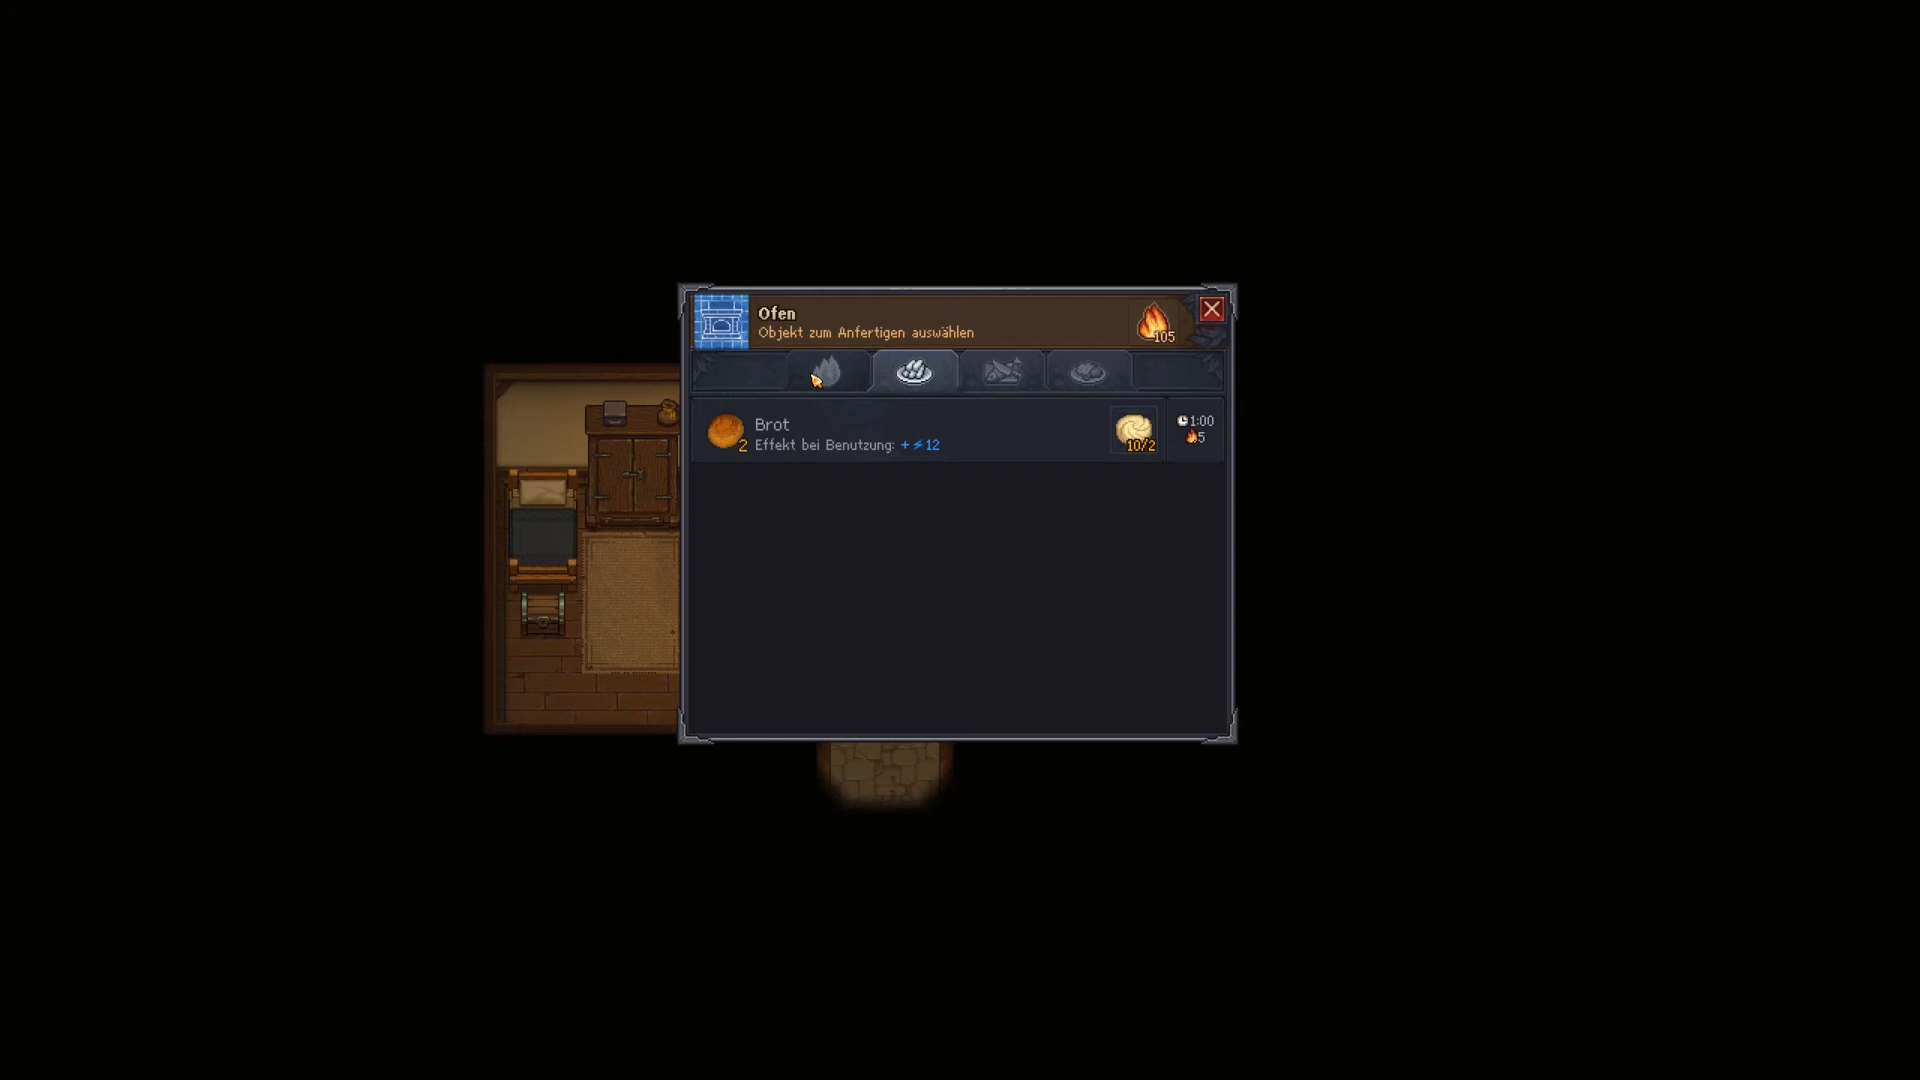 Ofen
Objekt zum Anfertigen auswählen
105
Brot
2
Effekt bei Benutzung: + 12
10/2
1:00
5